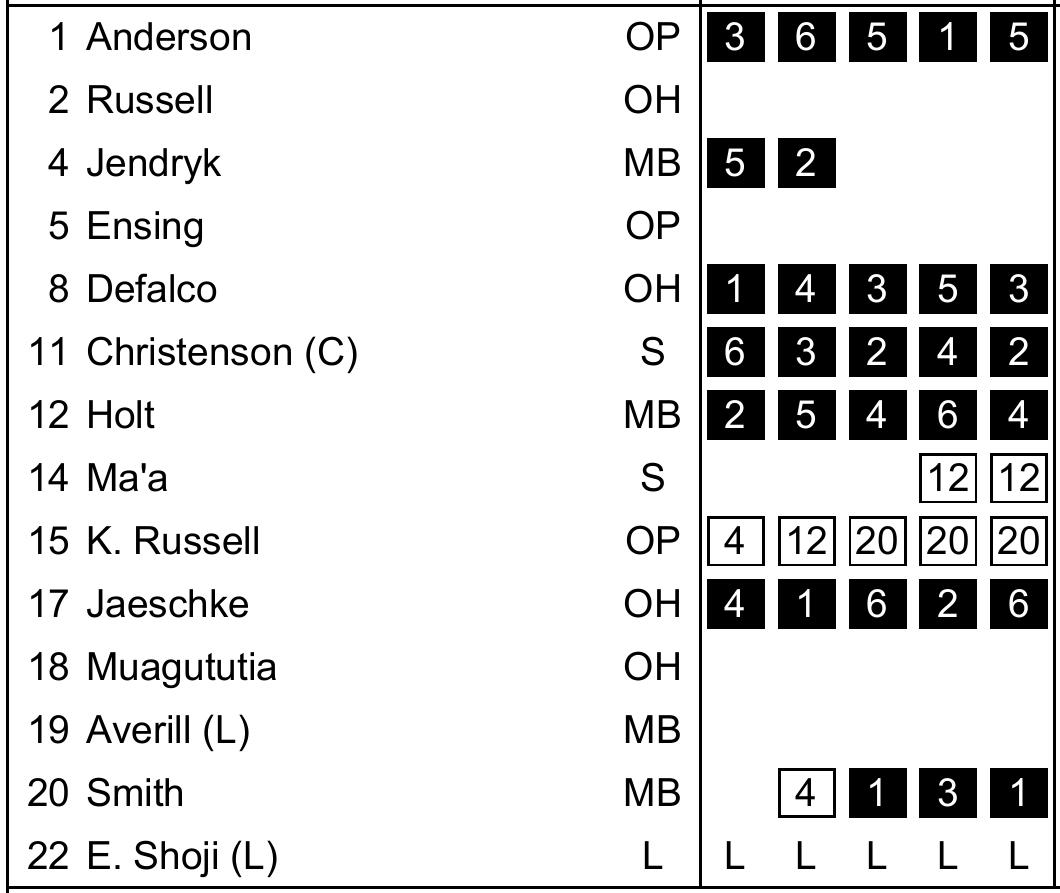 1 Anderson OP 3 6 5 1 5
2 Russell OH
4 Jendryk MB 5 2
5 Ensing OP
8 Defalco OH 1 4 3 5 3
11 Christenson (C) S 6 3 2 4 2
12 Holt MB 2 5 4 6 4
14 Ma'a S 12 12
15 K. Russell OP 4 12 20 20 20
17 Jaeschke OH 4 1 6 2 6
18 Muagututia OH
19 Averill (L) MB
20 Smith MB 4 1 3 1
22 E. Shoji (L) L L L L L L